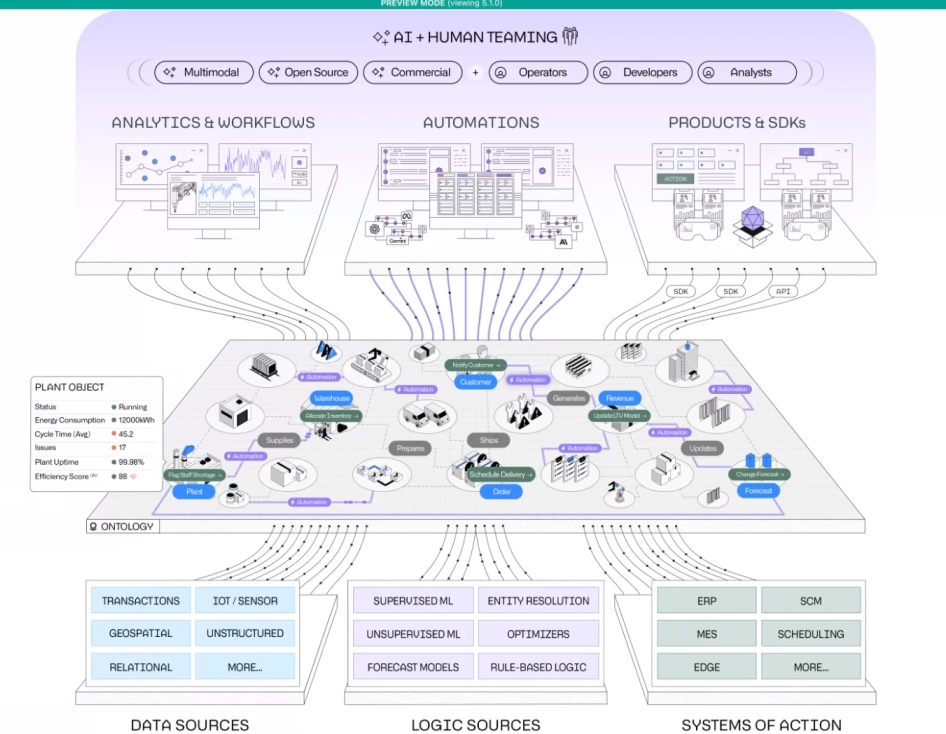 PREVIEW MODE (viewing 5.1.0)
AI + HUMAN TEAMING
Multimodal
Open Source
Commercial
+
Operators
Developers
Analysts
ANALYTICS & WORKFLOWS
AUTOMATIONS
PRODUCTS & SDKs
ACTION
Gemini
SDK
SDK
API
Notify Customer →
Customer
Automation
Automation
Automation
Automation
Warehouse
Allocate Inventory →
Generates
Revenue
Update LTV Model →
Automation
Supplies
Prepares
Ships
Automation
Updates
Automation
Flag Staff Shortage →
Plant
Schedule Delivery →
Order
Change Forecast →
Forecast
Automation
PLANT OBJECT
Status Running
Energy Consumption 12000kWh
Cycle Time (Avg) 45.2
Issues 17
Plant Uptime 99.98%
Efficiency Score 88
ONTOLOGY
TRANSACTIONS
IOT / SENSOR
GEOSPATIAL
UNSTRUCTURED
RELATIONAL
MORE...
SUPERVISED ML
ENTITY RESOLUTION
UNSUPERVISED ML
OPTIMIZERS
FORECAST MODELS
RULE-BASED LOGIC
ERP
SCM
MES
SCHEDULING
EDGE
MORE...
DATA SOURCES
LOGIC SOURCES
SYSTEMS OF ACTION